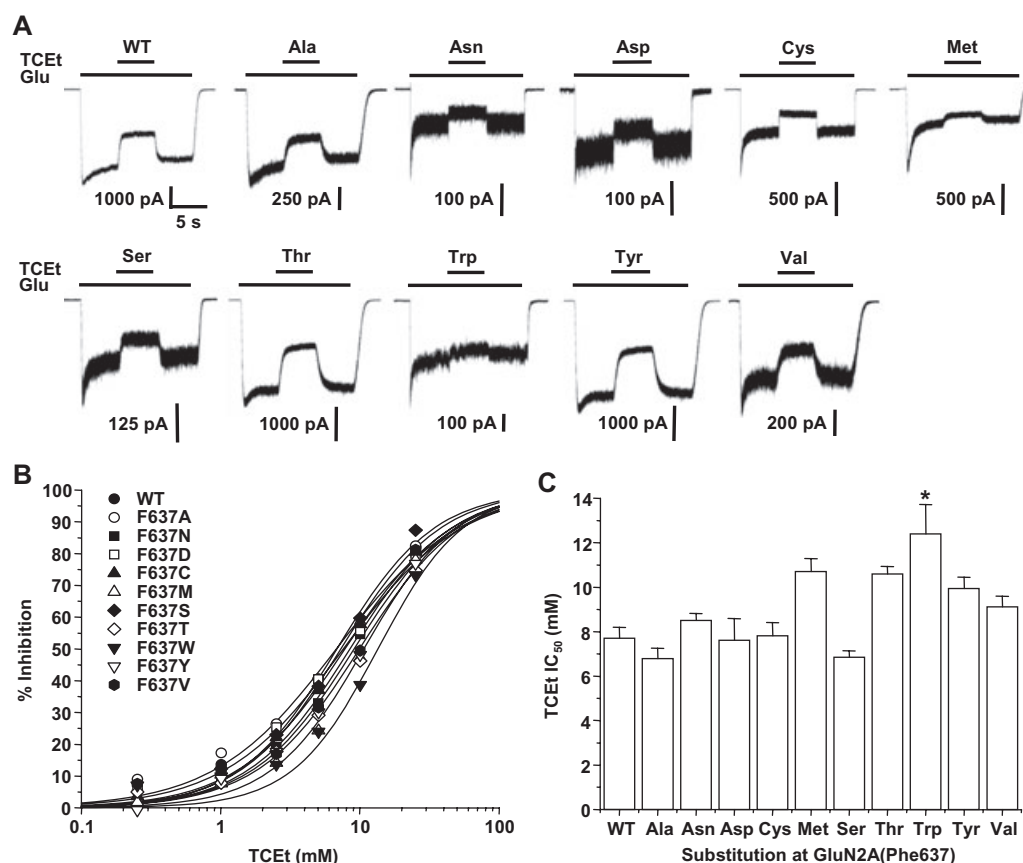 A
WT Ala Asn Asp Cys Met
TCEt
Glu
1000 pA 250 pA 100 pA 100 pA 500 pA 500 pA
5 s
Ser Thr Trp Tyr Val
TCEt
Glu
125 pA 1000 pA 100 pA 1000 pA 200 pA
B
% Inhibition
100
90
80
70
60
50
40
30
20
10
0
WT
F637A
F637N
F637D
F637C
F637M
F637S
F637T
F637W
F637Y
F637V
0.1 1 10 100
TCEt (mM)
C
TCEt IC50 (mM)
14
12
10
8
6
4
2
0
*
WT Ala Asn Asp Cys Met Ser Thr Trp Tyr Val
Substitution at GluN2A(Phe637)